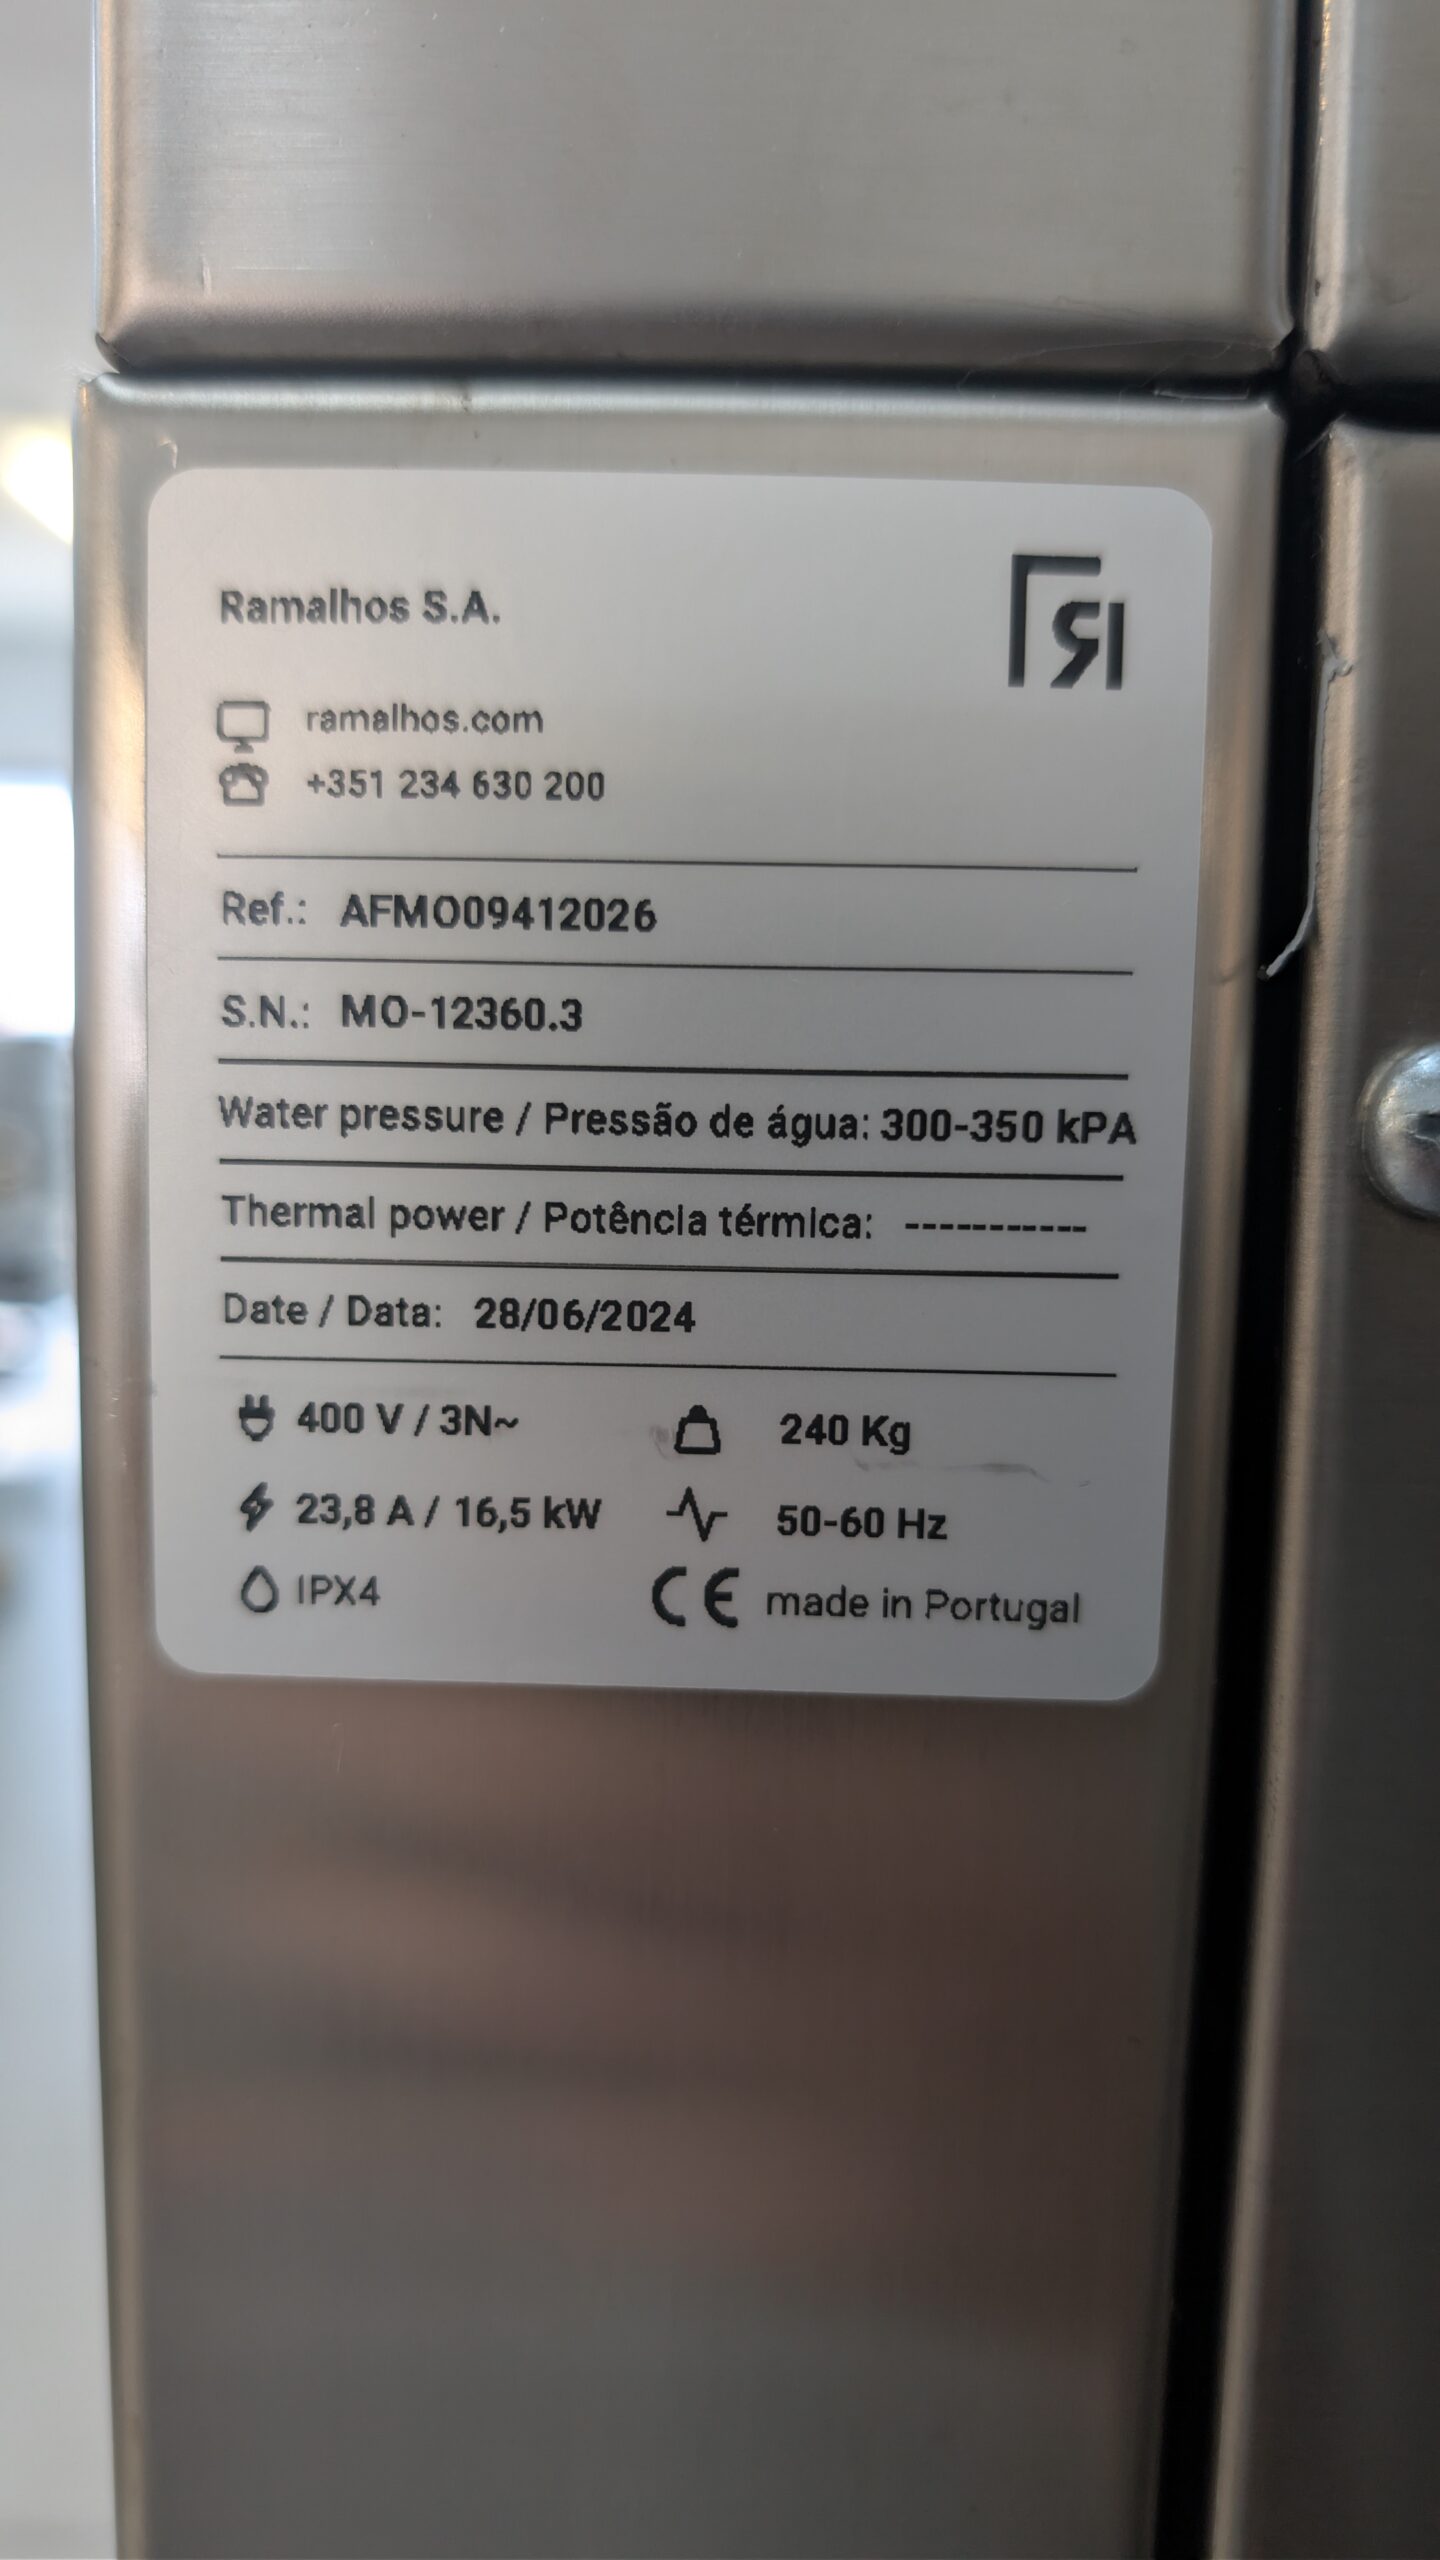 Ramalhos S.A.
ramalhos.com
+351 234 630 200
Ref.: AFMO09412026
S.N.: MO-12360.3
Water pressure / Pressão de água: 300-350 kPA
Thermal power / Potência térmica: -----------
Date / Data: 28/06/2024
400 V / 3N~ 240 Kg
23,8 A / 16,5 kW 50-60 Hz
IPX4 CE made in Portugal